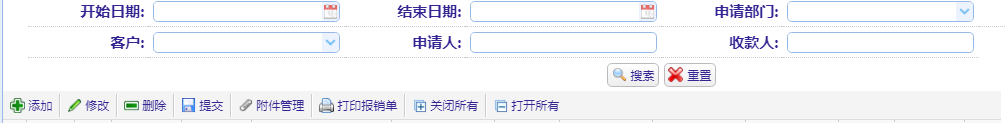 开始日期: 结束日期: 申请部门:
客户: 申请人: 收款人:
搜索 重置
添加 修改 删除 提交 附件管理 打印报销单 关闭所有 打开所有